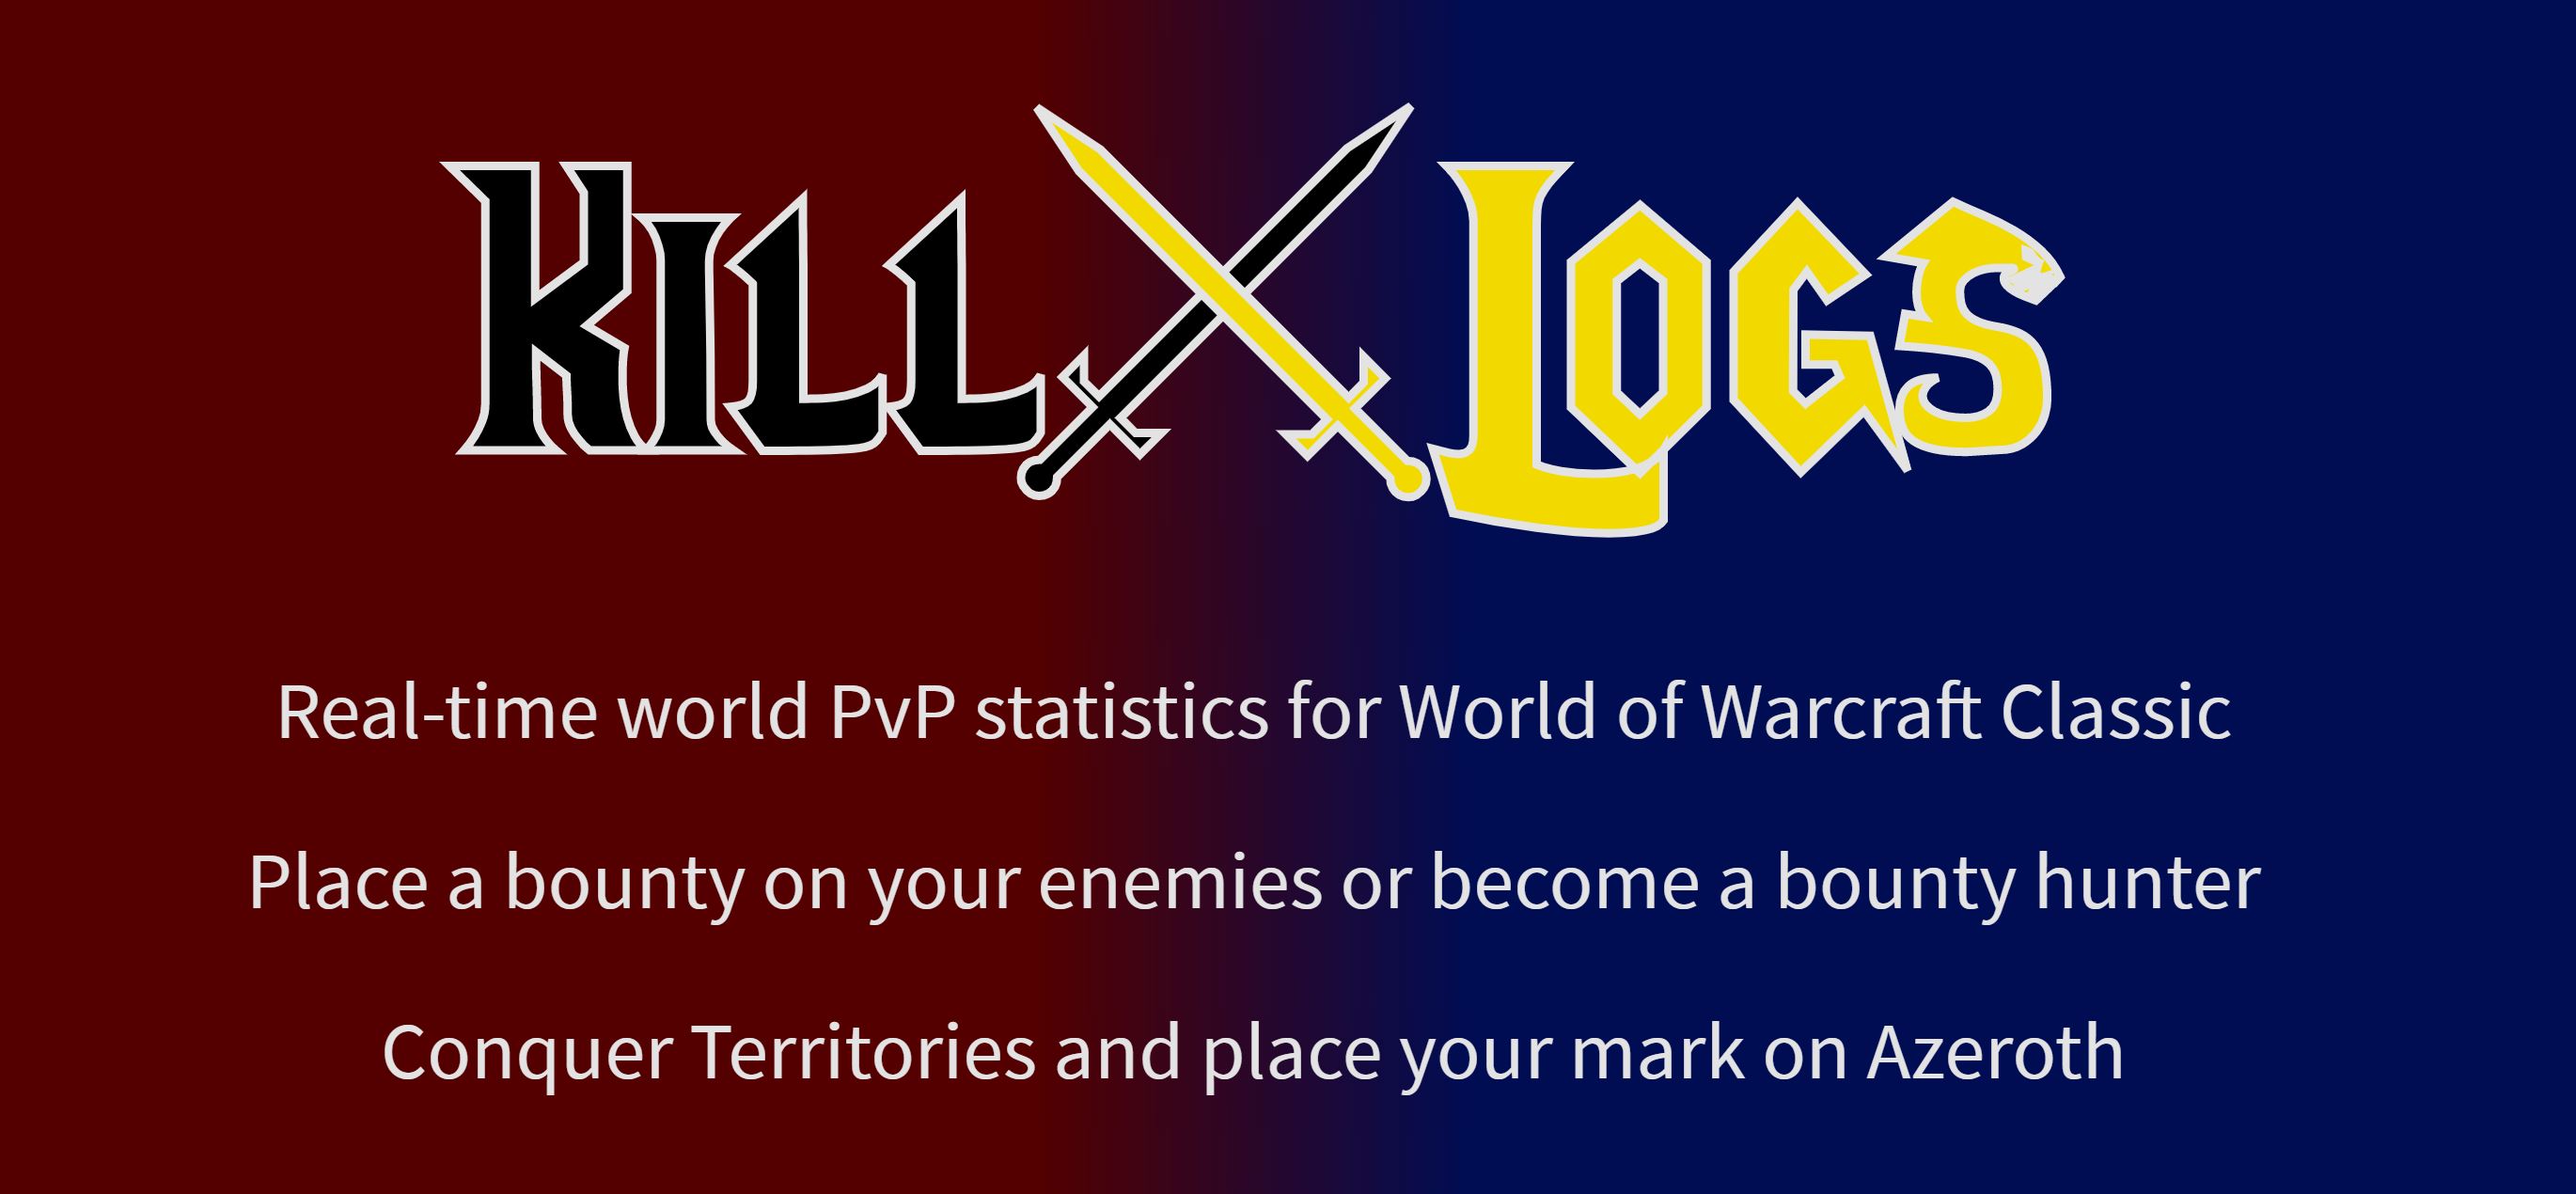 Kill Logs
Real-time world PvP statistics for World of Warcraft Classic
Place a bounty on your enemies or become a bounty hunter
Conquer Territories and place your mark on Azeroth